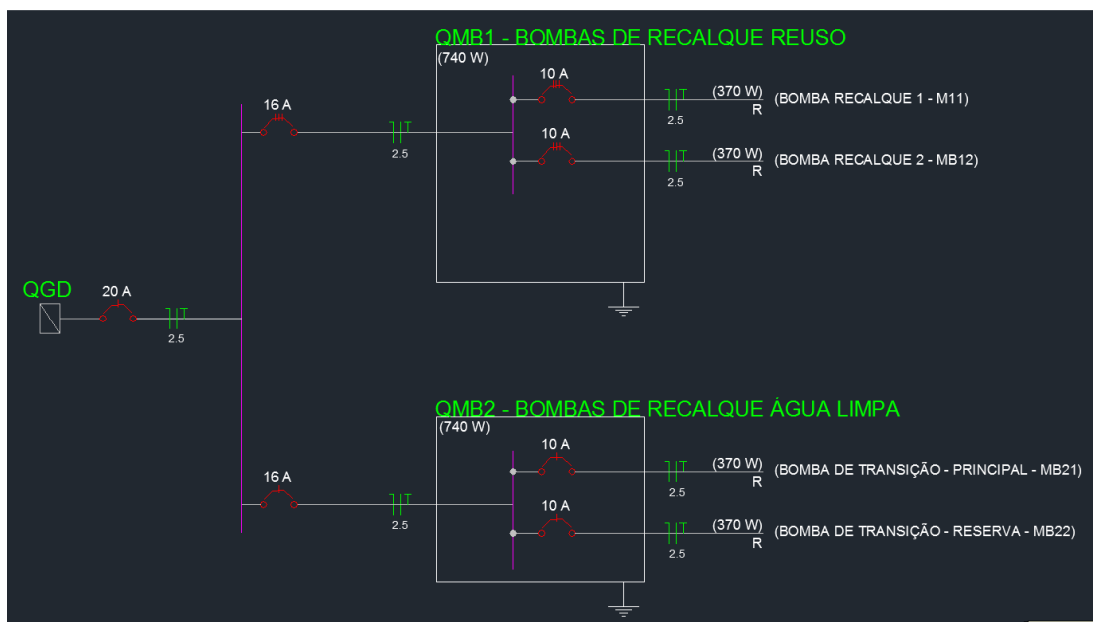 QMB1 - BOMBAS DE RECALQUE REUSO
(740 W)
10 A
(370 W)
R
(BOMBA RECALQUE 1 - M11)
2.5
16 A
2.5
10 A
(370 W)
R
(BOMBA RECALQUE 2 - MB12)
2.5
QGD
20 A
T
2.5
QMB2 - BOMBAS DE RECALQUE ÁGUA LIMPA
(740 W)
10 A
(370 W)
R
(BOMBA DE TRANSIÇÃO - PRINCIPAL - MB21)
2.5
16 A
2.5
10 A
(370 W)
R
(BOMBA DE TRANSIÇÃO - RESERVA - MB22)
2.5